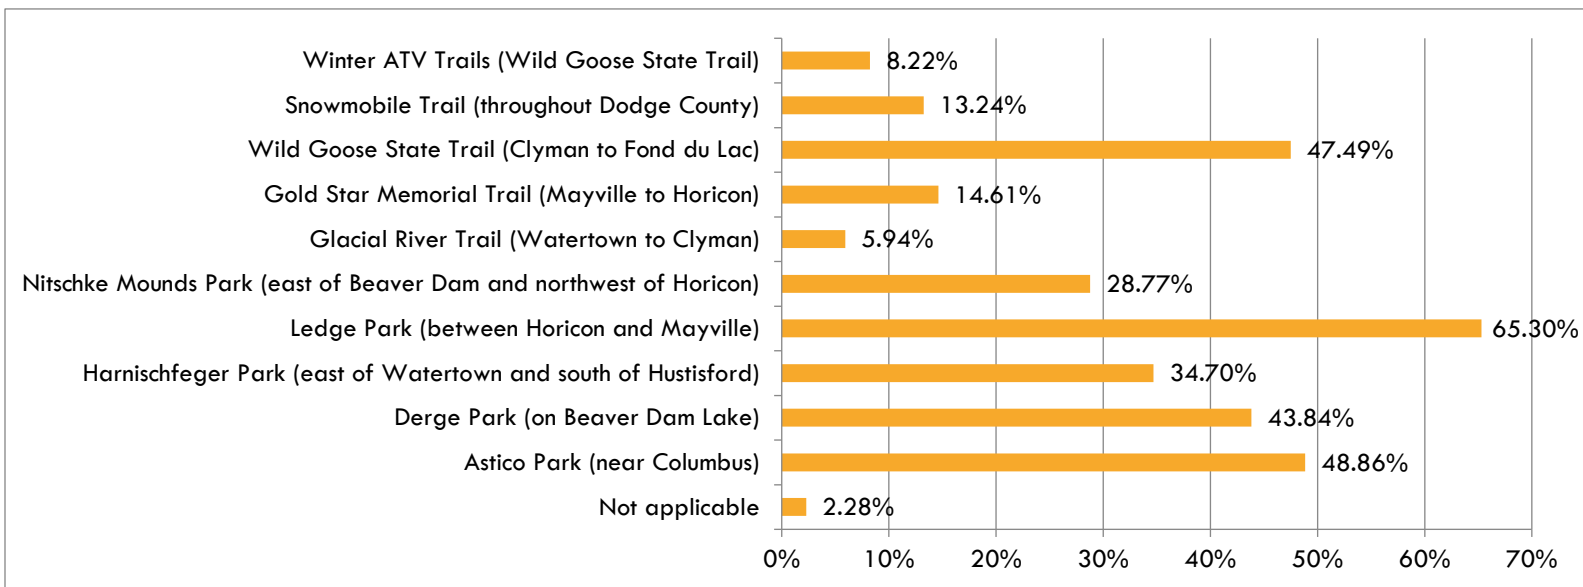 Winter ATV Trails (Wild Goose State Trail) 8.22%
Snowmobile Trail (throughout Dodge County) 13.24%
Wild Goose State Trail (Clyman to Fond du Lac) 47.49%
Gold Star Memorial Trail (Mayville to Horicon) 14.61%
Glacial River Trail (Watertown to Clyman) 5.94%
Nitschke Mounds Park (east of Beaver Dam and northwest of Horicon) 28.77%
Ledge Park (between Horicon and Mayville) 65.30%
Harnischfeger Park (east of Watertown and south of Hustisford) 34.70%
Derge Park (on Beaver Dam Lake) 43.84%
Astico Park (near Columbus) 48.86%
Not applicable 2.28%
0% 10% 20% 30% 40% 50% 60% 70%